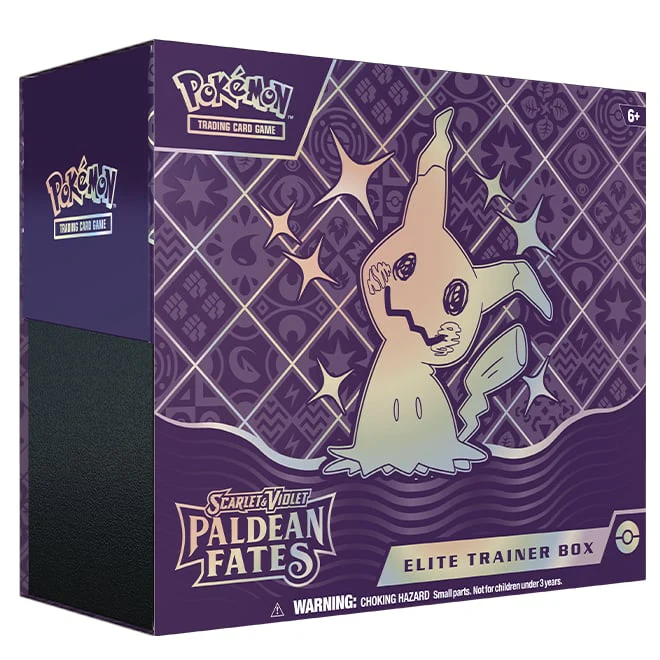 POKéMON
TRADING CARD GAME
POKéMON™
TRADING CARD GAME
6+
SCARLET & VIOLET
PALDEAN
FATES
ELITE TRAINER BOX
⚠ WARNING: CHOKING HAZARD Small parts. Not for children under 3 years.